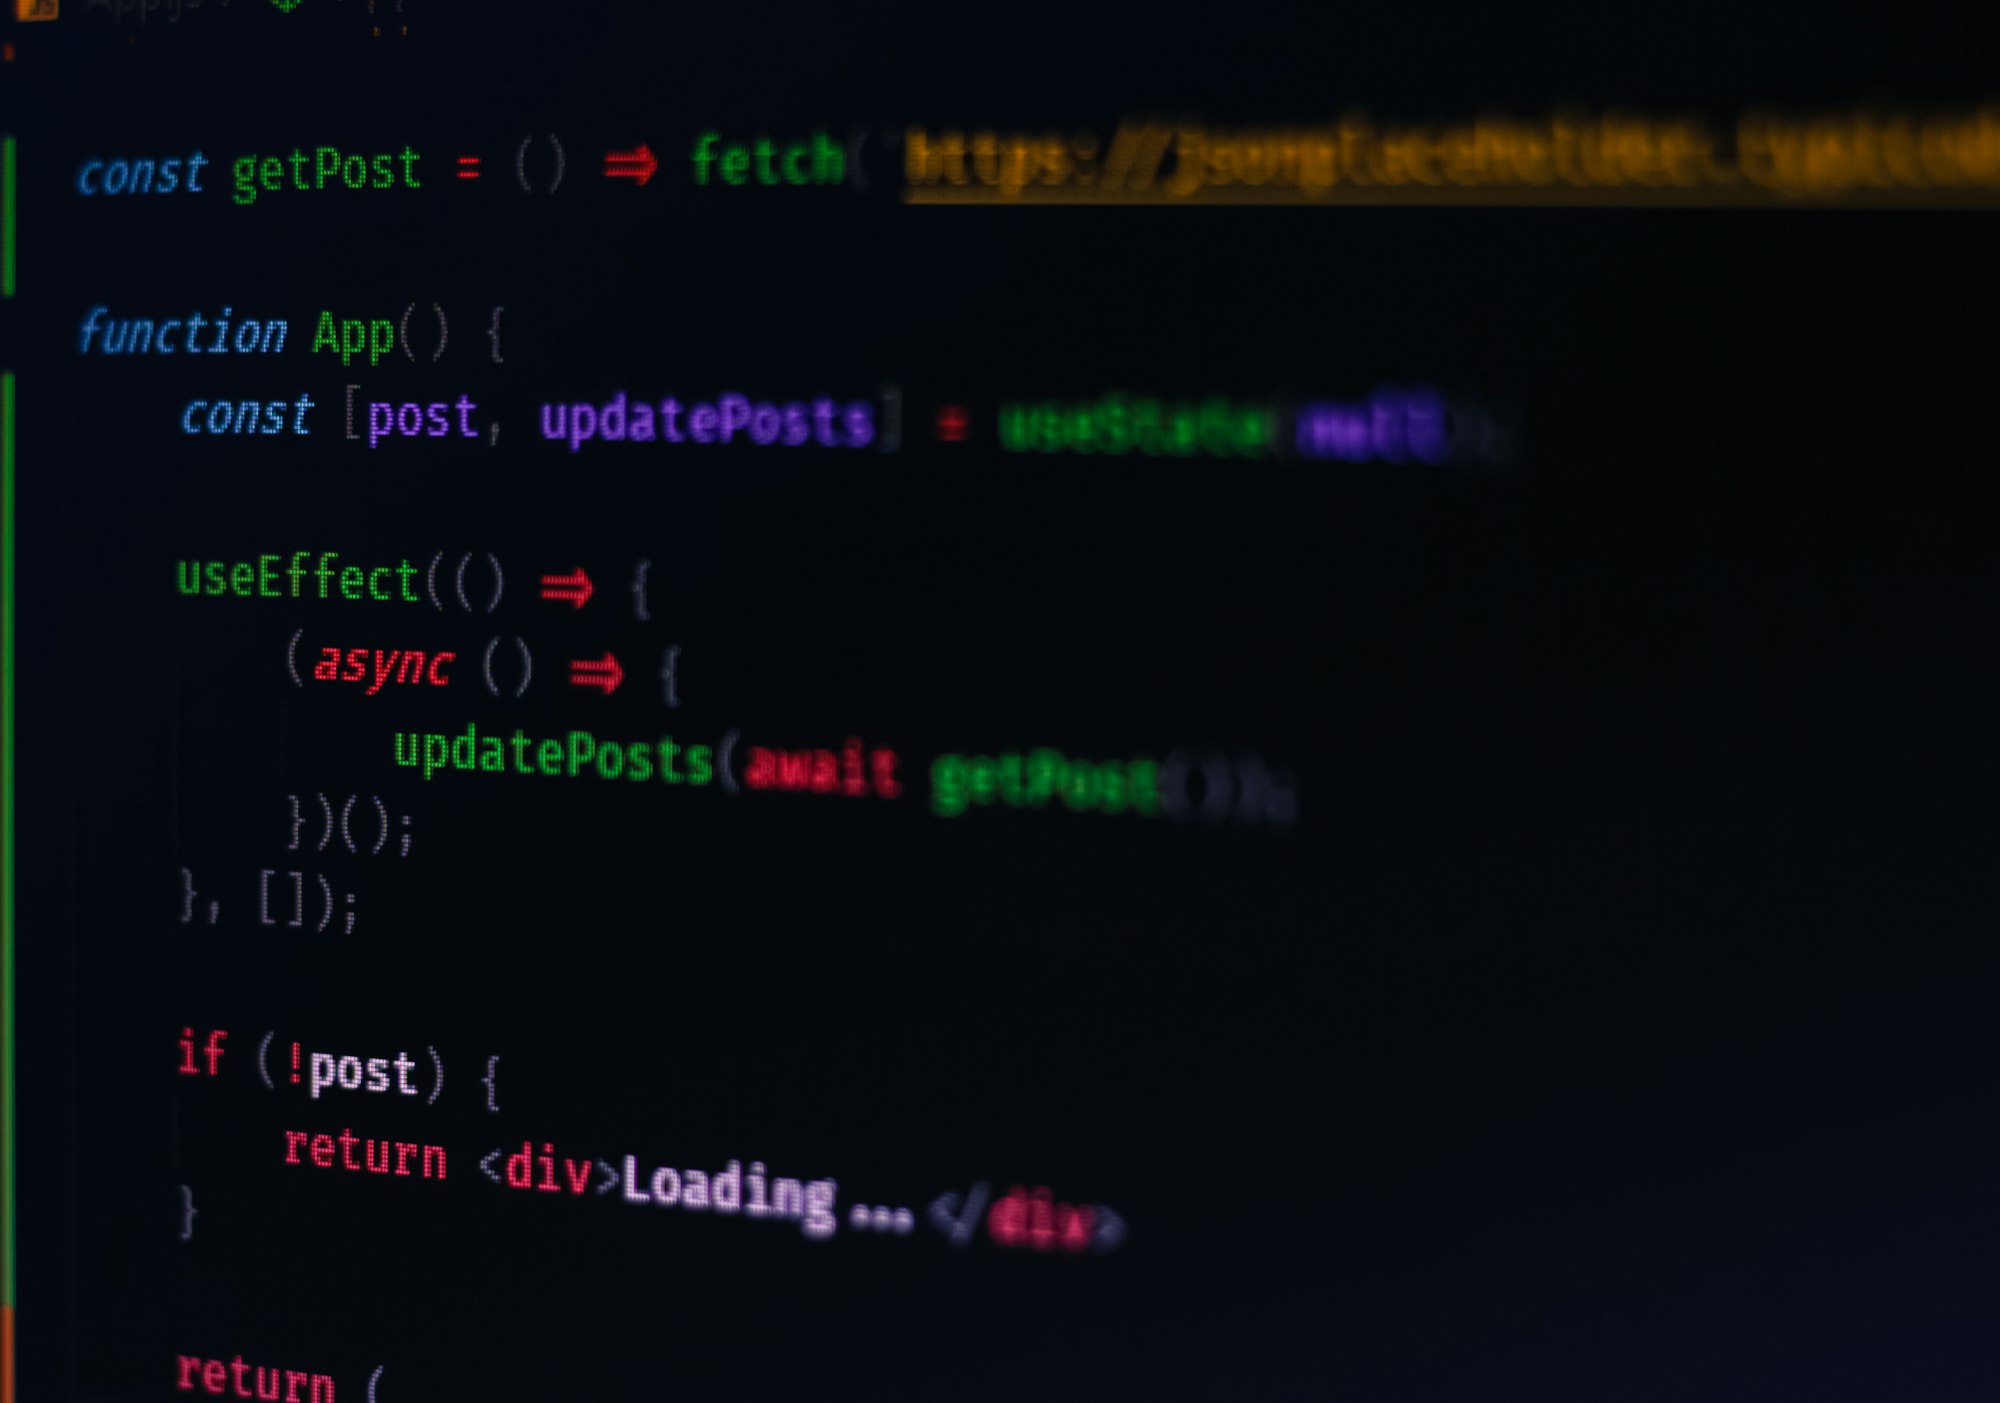 const getPost = () => fetch(`https://jsonplaceholder.typicod
function App() {
const [post, updatePosts] = useState(null);
useEffect(() => {
(async () => {
updatePosts(await getPost());
})();
}, []);
if (!post) {
return <div>Loading...</div>
}
return (